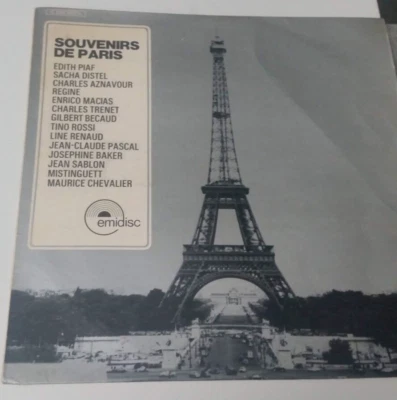 SOUVENIRS
DE PARIS
EDITH PIAF
SACHA DISTEL
CHARLES AZNAVOUR
REGINE
ENRICO MACIAS
CHARLES TRENET
GILBERT BECAUD
TINO ROSSI
LINE RENAUD
JEAN-CLAUDE PASCAL
JOSEPHINE BAKER
JEAN SABLON
MISTINGUETT
MAURICE CHEVALIER
emidisc